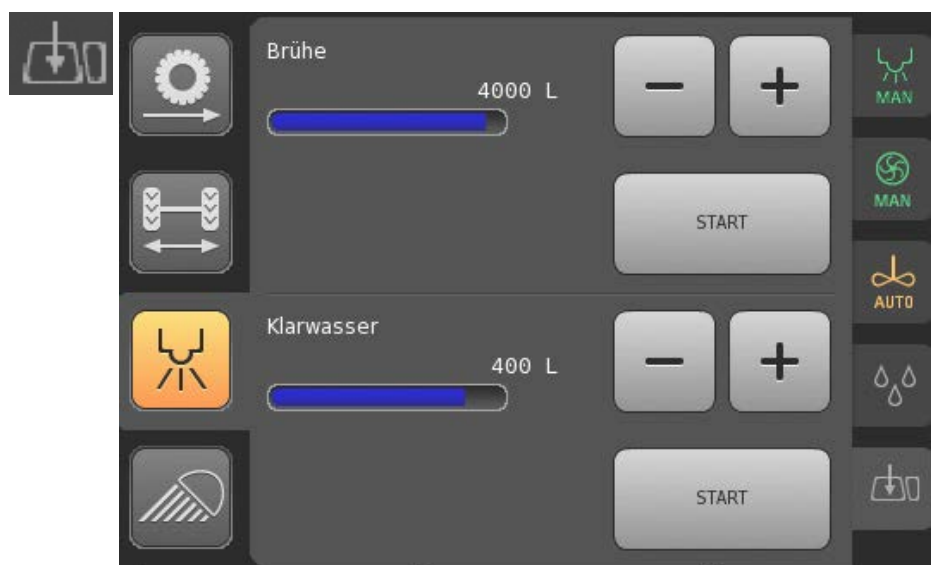 Brühe
4000 L
START
Klarwasser
400 L
START
MAN
MAN
AUTO